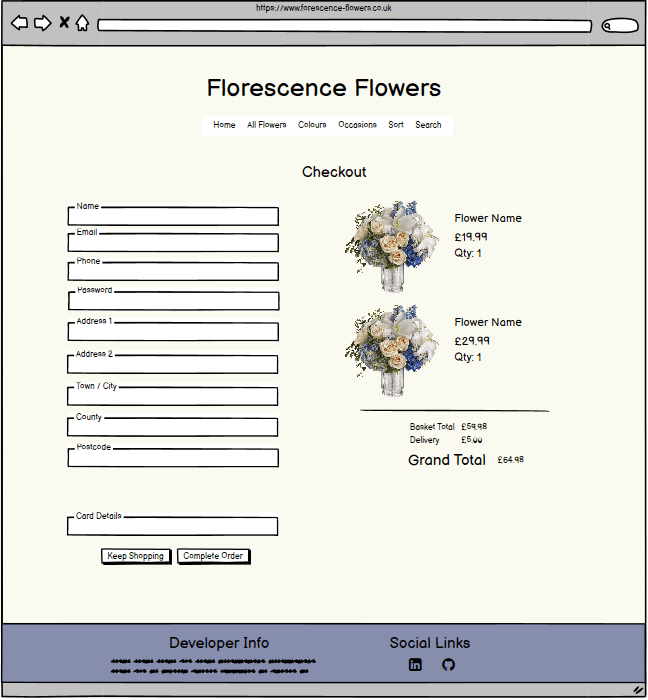 https://www.forescence-flowers.co.uk
Florescence Flowers
Home All Flowers Colours Occasions Sort Search
Checkout
Name
Email
Phone
Password
Address 1
Address 2
Town / City
County
Postcode
Card Details
Keep Shopping Complete Order
Flower Name
£19.99
Qty: 1
Flower Name
£29.99
Qty: 1
Basket Total £59.98
Delivery £5.00
Grand Total £64.98
Developer Info
Social Links
in